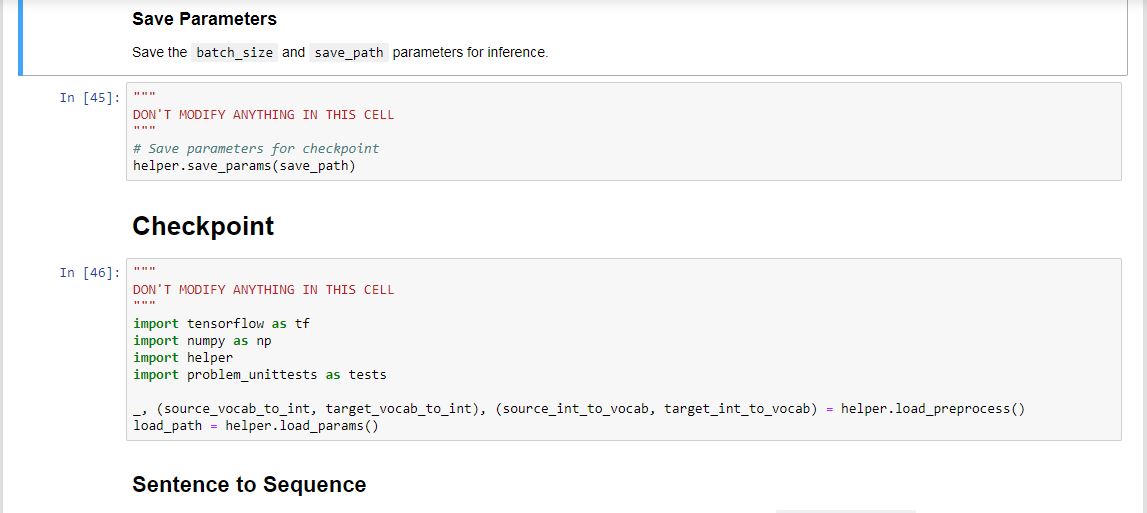 Save Parameters
Save the batch_size and save_path parameters for inference.
In [45]:
"""
DON'T MODIFY ANYTHING IN THIS CELL
"""
# Save parameters for checkpoint
helper.save_params(save_path)
Checkpoint
In [46]:
"""
DON'T MODIFY ANYTHING IN THIS CELL
"""
import tensorflow as tf
import numpy as np
import helper
import problem_unittests as tests
_, (source_vocab_to_int, target_vocab_to_int), (source_int_to_vocab, target_int_to_vocab) = helper.load_preprocess()
load_path = helper.load_params()
Sentence to Sequence